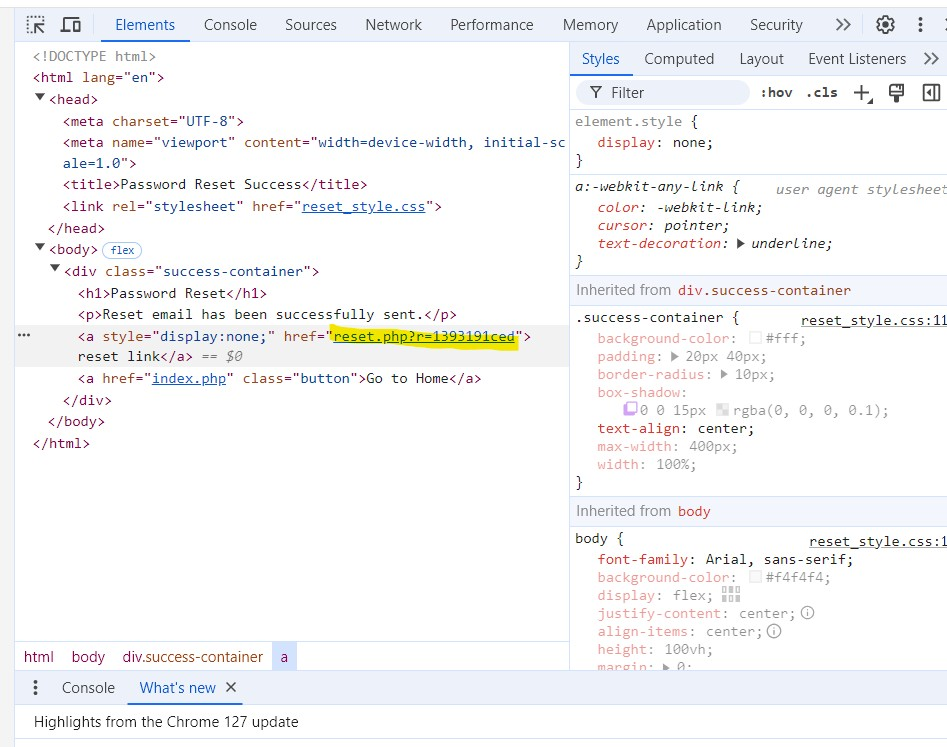 Elements Console Sources Network Performance Memory Application Security
<!DOCTYPE html>
<html lang="en">
<head>
<meta charset="UTF-8">
<meta name="viewport" content="width=device-width, initial-sc
ale=1.0">
<title>Password Reset Success</title>
<link rel="stylesheet" href="reset_style.css">
</head>
<body> flex
<div class="success-container">
<h1>Password Reset</h1>
<p>Reset email has been successfully sent.</p>
<a style="display:none;" href="reset.php?r=1393191ced">
reset link</a> == $0
<a href="index.php" class="button">Go to Home</a>
</div>
</body>
</html>
html body div.success-container a
Styles Computed Layout Event Listeners
Filter :hov .cls
element.style {
display: none;
}
a:-webkit-any-link { user agent stylesheet
color: -webkit-link;
cursor: pointer;
text-decoration: underline;
}
Inherited from div.success-container
.success-container { reset_style.css:11
background-color: #fff;
padding: 20px 40px;
border-radius: 10px;
box-shadow:
0 0 15px rgba(0, 0, 0, 0.1);
text-align: center;
max-width: 400px;
width: 100%;
}
Inherited from body
body { reset_style.css:1
font-family: Arial, sans-serif;
background-color: #f4f4f4;
display: flex;
justify-content: center;
align-items: center;
height: 100vh;
margin: 0;
Console What's new
Highlights from the Chrome 127 update